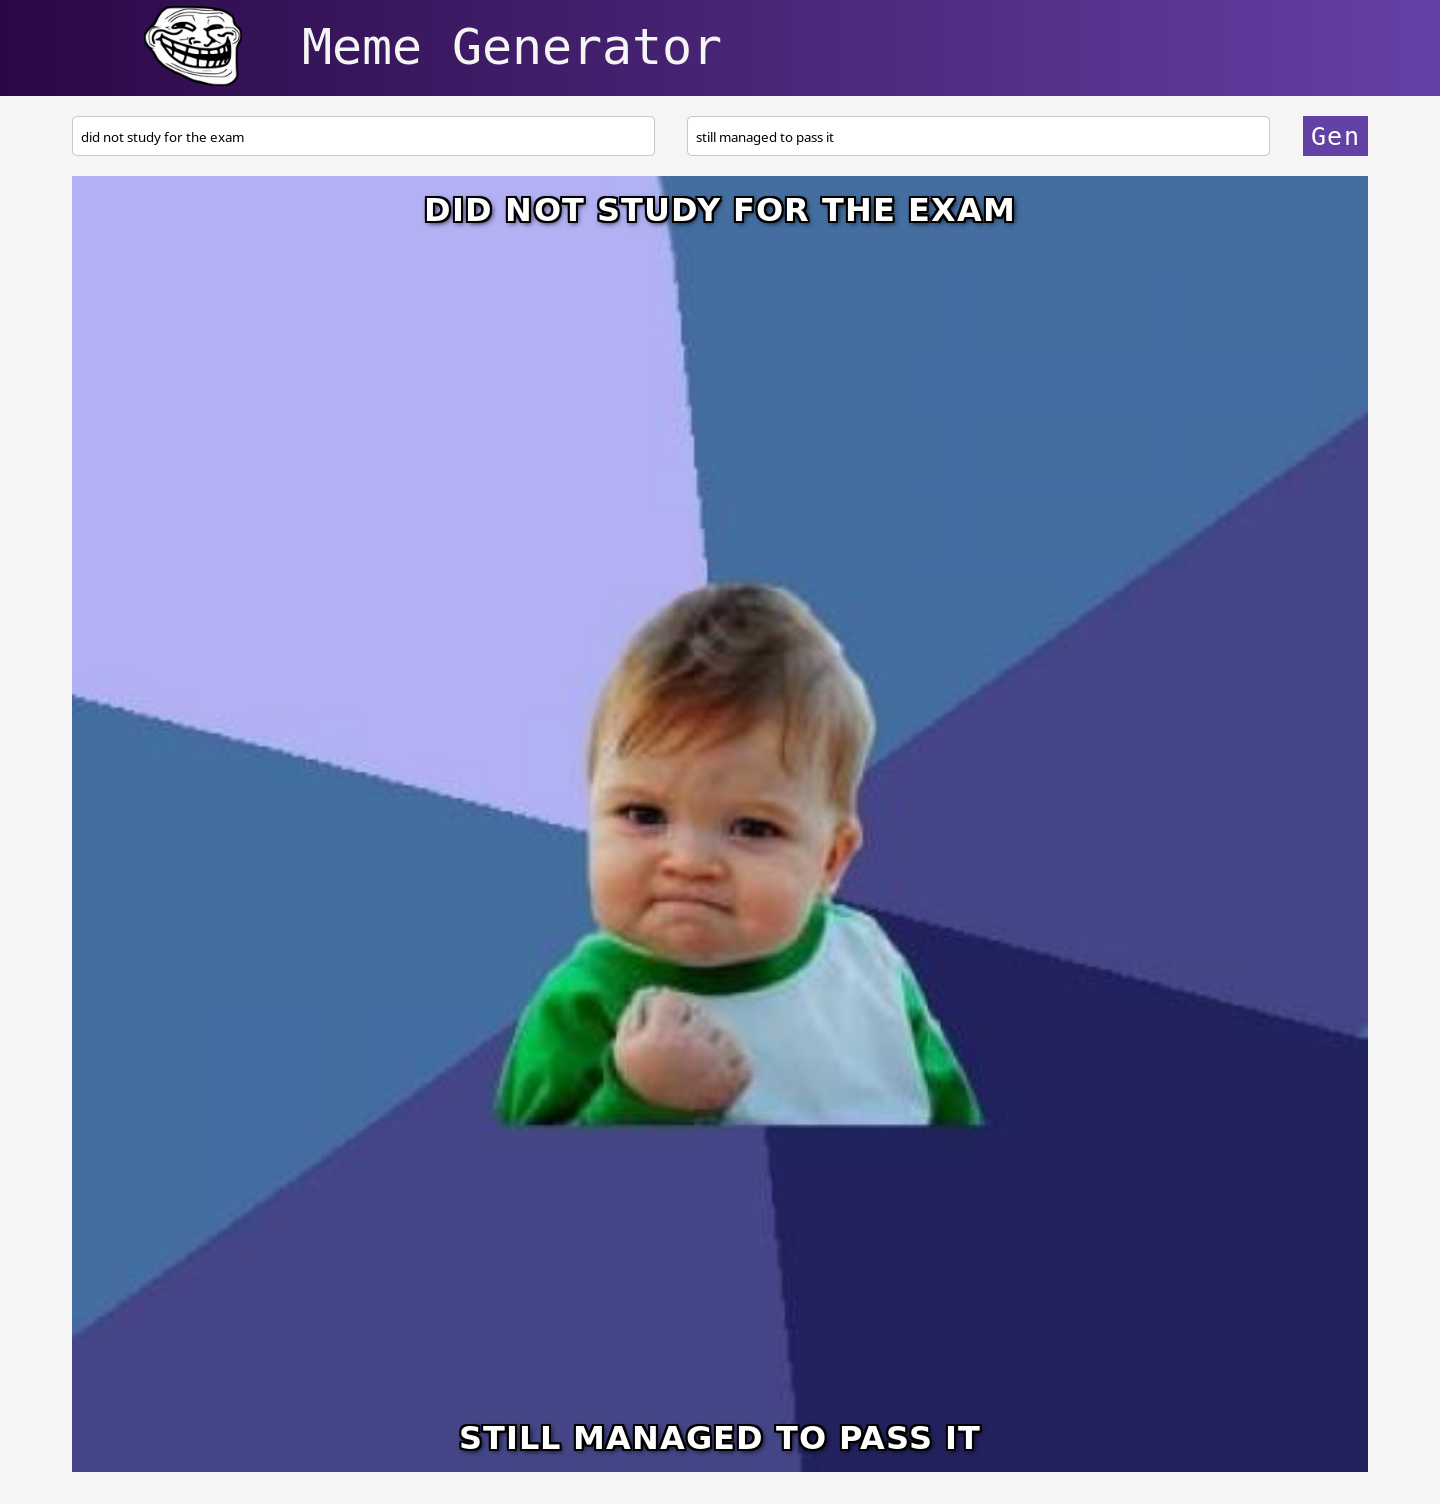 Meme Generator
did not study for the exam
still managed to pass it
Gen
DID NOT STUDY FOR THE EXAM
STILL MANAGED TO PASS IT